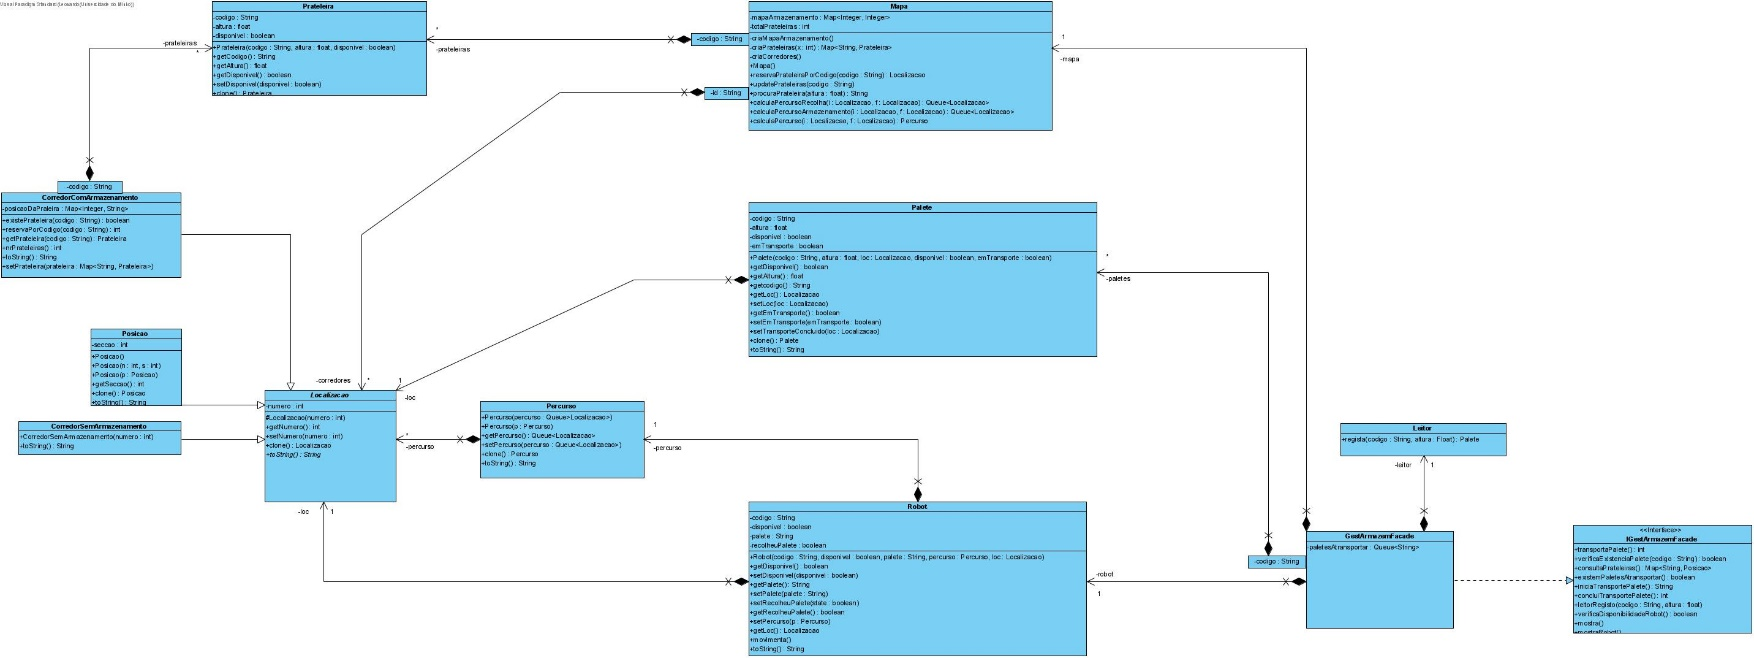 Visual Paradigm Standard(Leonardo(Universidade do Minho))
Prateleira
-codigo : String
-altura : float
-disponivel : boolean
+Prateleira(codigo : String, altura : float, disponivel : boolean)
+getCodigo() : String
+getAltura() : float
+getDisponivel() : boolean
+setDisponivel(disponivel : boolean)
+clone() : Prateleira
-prateleiras
*
*
-prateleiras
-codigo : String
-id : String
Mapa
-mapaArmazenamento : Map<Integer, Integer>
-totalPrateleiras : int
-criaMapaArmazenamento()
-criaPrateleiras(x : int) : Map<String, Prateleira>
-criaCorredores()
+Mapa()
+reservaPrateleiraPorCodigo(codigo : String) : Localizacao
+updatePrateleiras(codigo : String)
+procuraPrateleira(altura : float) : String
+calculaPercursoRecolha(i : Localizacao, f : Localizacao) : Queue<Localizacao>
+calculaPercursoArmazenamento(i : Localizacao, f : Localizacao) : Queue<Localizacao>
+calculaPercurso(i : Localizacao, f : Localizacao) : Percurso
1
-mapa
-codigo : String
CorredorComArmazenamento
-posicaoDaPraleira : Map<Integer, String>
+existePrateleira(codigo : String) : boolean
+reservaPorCodigo(codigo : String) : int
+getPrateleira(codigo : String) : Prateleira
+nrPrateleiras() : int
+toString() : String
+setPrateleira(prateleira : Map<String, Prateleira>)
Palete
-codigo : String
-altura : float
-disponivel : boolean
-emTransporte : boolean
+Palete(codigo : String, altura : float, loc : Localizacao, disponivel : boolean, emTransporte : boolean)
+getDisponivel() : boolean
+getAltura() : float
+getcodigo() : String
+getLoc() : Localizacao
+setLoc(loc : Localizacao)
+getEmTransporte() : boolean
+setEmTransporte(emTransporte : boolean)
+setTransporteConcluido(loc : Localizacao)
+clone() : Palete
+toString() : String
*
-paletes
Posicao
-seccao : int
+Posicao()
+Posicao(n : int, s : int)
+Posicao(p : Posicao)
+getSeccao() : int
+clone() : Posicao
+toString() : String
CorredorSemArmazenamento
+CorredorSemArmazenamento(numero : int)
+toString() : String
-corredores
*
1
-loc
Localizacao
-numero : int
#Localizacao(numero : int)
+getNumero() : int
+setNumero(numero : int)
+clone() : Localizacao
+toString() : String
*
-percurso
-loc
1
Percurso
+Percurso(percurso : Queue<Localizacao>)
+Percurso(p : Percurso)
+getPercurso() : Queue<Localizacao>
+setPercurso(percurso : Queue<Localizacao>)
+clone() : Percurso
+toString() : String
1
-percurso
Robot
-codigo : String
-disponivel : boolean
-palete : String
-recolheuPalete : boolean
+Robot(codigo : String, disponivel : boolean, palete : String, percurso : Percurso, loc : Localizacao)
+getDisponivel() : boolean
+setDisponivel(disponivel : boolean)
+getPalete() : String
+setPalete(palete : String)
+setRecolheuPalete(state : boolean)
+getRecolheuPalete() : boolean
+setPercurso(p : Percurso)
+getLoc() : Localizacao
+movimenta()
+toString() : String
-robot
1
Leitor
+regista(codigo : String, altura : Float) : Palete
-leitor
1
-codigo : String
GestArmazemFacade
-paletesAtransportar : Queue<String>
<<Interface>>
IGestArmazemFacade
+transportaPalete() : int
+verificaExistenciaPalete(codigo : String) : boolean
+consultaPrateleiras() : Map<String, Posicao>
+existemPaletesAtransportar() : boolean
+iniciaTransportePalete() : String
+concluiTransportePalete() : int
+leitorRegisto(codigo : String, altura : float)
+verificaDisponibilidadeRobot() : boolean
+mostra()
+mostraRobot()